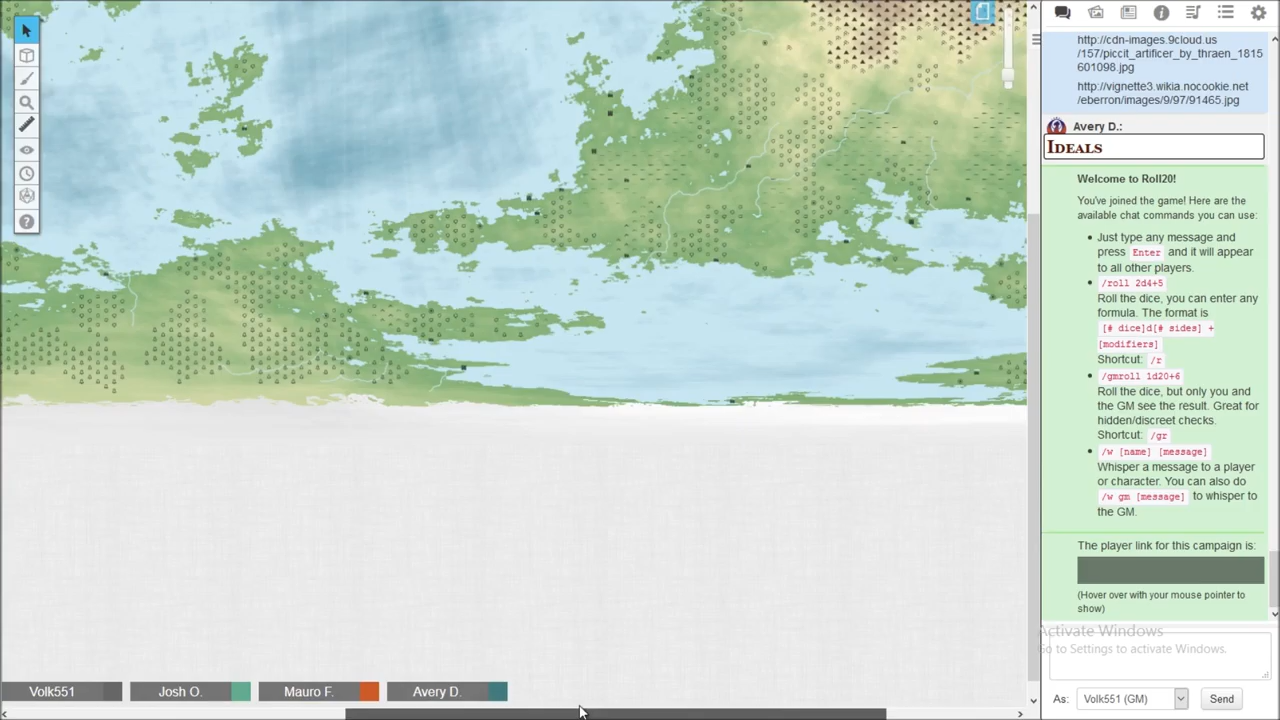 http://cdn-images.9cloud.us
/157/piccit_artificer_by_thraen_1815
601098.jpg
http://vignette3.wikia.nocookie.net
/eberron/images/9/97/91465.jpg
Avery D.:
Ideals
Welcome to Roll20!
You've joined the game! Here are the
available chat commands you can use:
Just type any message and
press Enter and it will appear
to all other players.
/roll 2d4+5
Roll the dice, you can enter any
formula. The format is
[# dice]d[# sides] +
[modifiers]
Shortcut: /r
/gmroll 1d20+6
Roll the dice, but only you and
the GM see the result. Great for
hidden/discreet checks.
Shortcut: /gr
/w [name] [message]
Whisper a message to a player
or character. You can also do
/w gm [message] to whisper to
the GM.
The player link for this campaign is:
(Hover over with your mouse pointer to
show)
Activate Windows
Go to Settings to activate Windows.
As: Volk551 (GM) Send
Volk551 Josh O. Mauro F. Avery D.